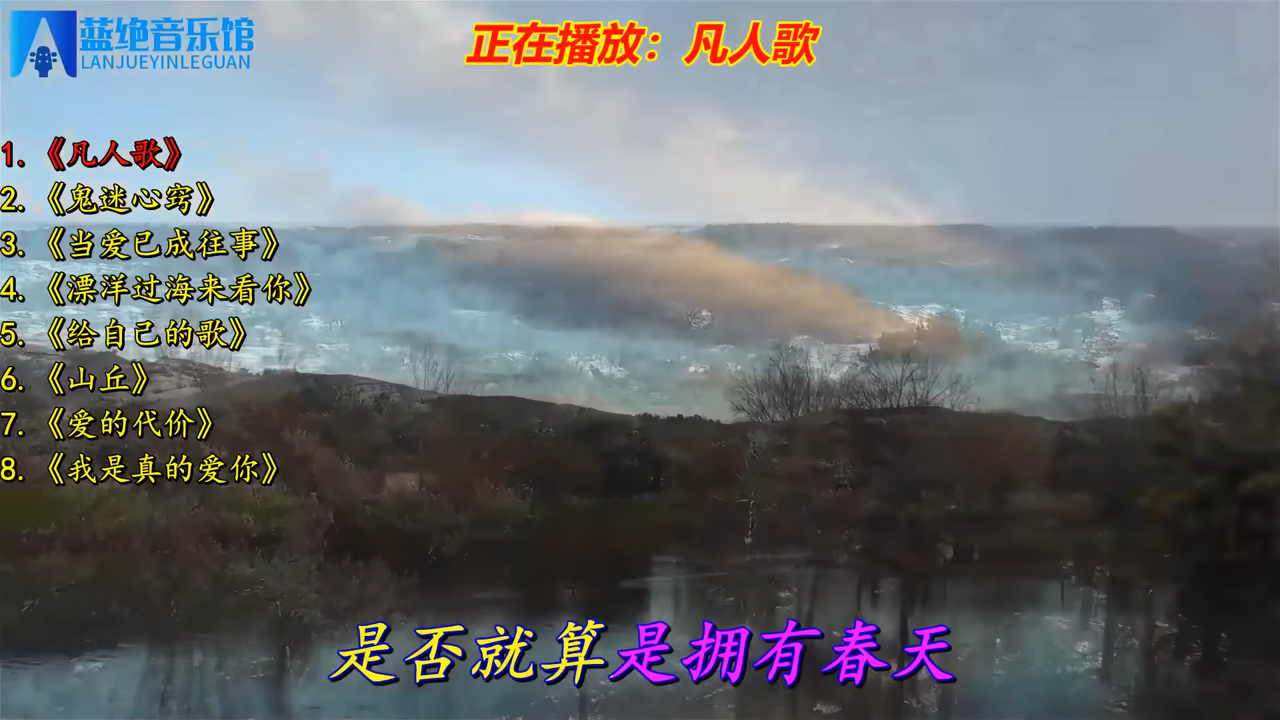 蓝绝音乐馆
LANJUEYINLEGUAN
正在播放：凡人歌
1.《凡人歌》
2.《鬼迷心窍》
3.《当爱已成往事》
4.《漂洋过海来看你》
5.《给自己的歌》
6.《山丘》
7.《爱的代价》
8.《我是真的爱你》
是否就算是拥有春天